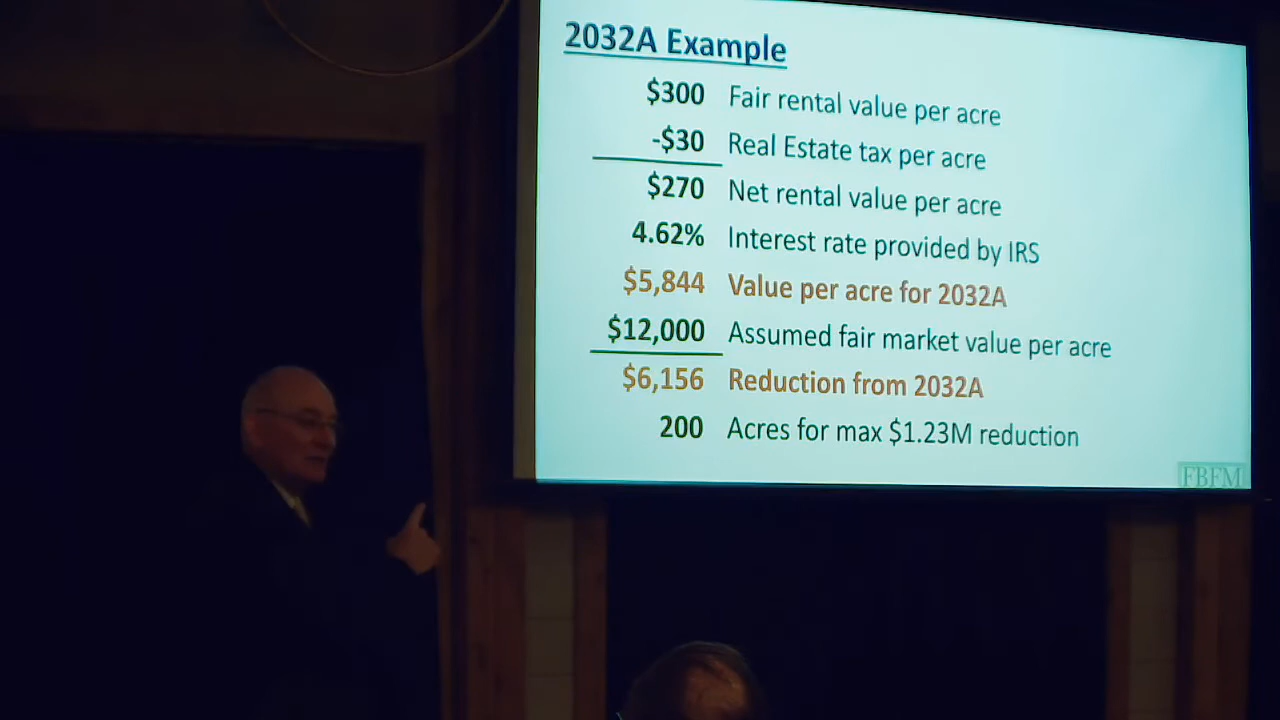 2032A Example
$300 Fair rental value per acre
-$30 Real Estate tax per acre
$270 Net rental value per acre
4.62% Interest rate provided by IRS
$5,844 Value per acre for 2032A
$12,000 Assumed fair market value per acre
$6,156 Reduction from 2032A
200 Acres for max $1.23M reduction
FBFM